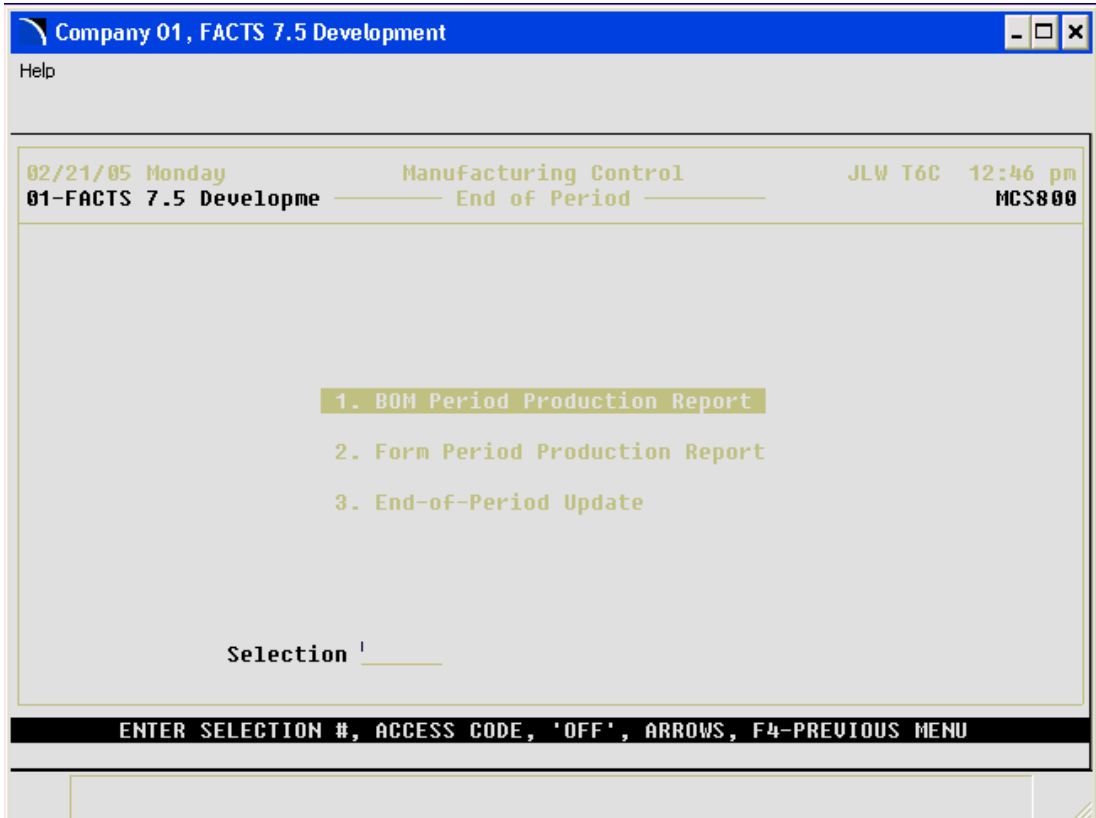 Company 01, FACTS 7.5 Development
Help
02/21/05 Monday Manufacturing Control JLW T6C 12:46 pm
01-FACTS 7.5 Developme End of Period MCS800
1. BOM Period Production Report
2. Form Period Production Report
3. End-of-Period Update
Selection
ENTER SELECTION #, ACCESS CODE, 'OFF', ARROWS, F4-PREVIOUS MENU